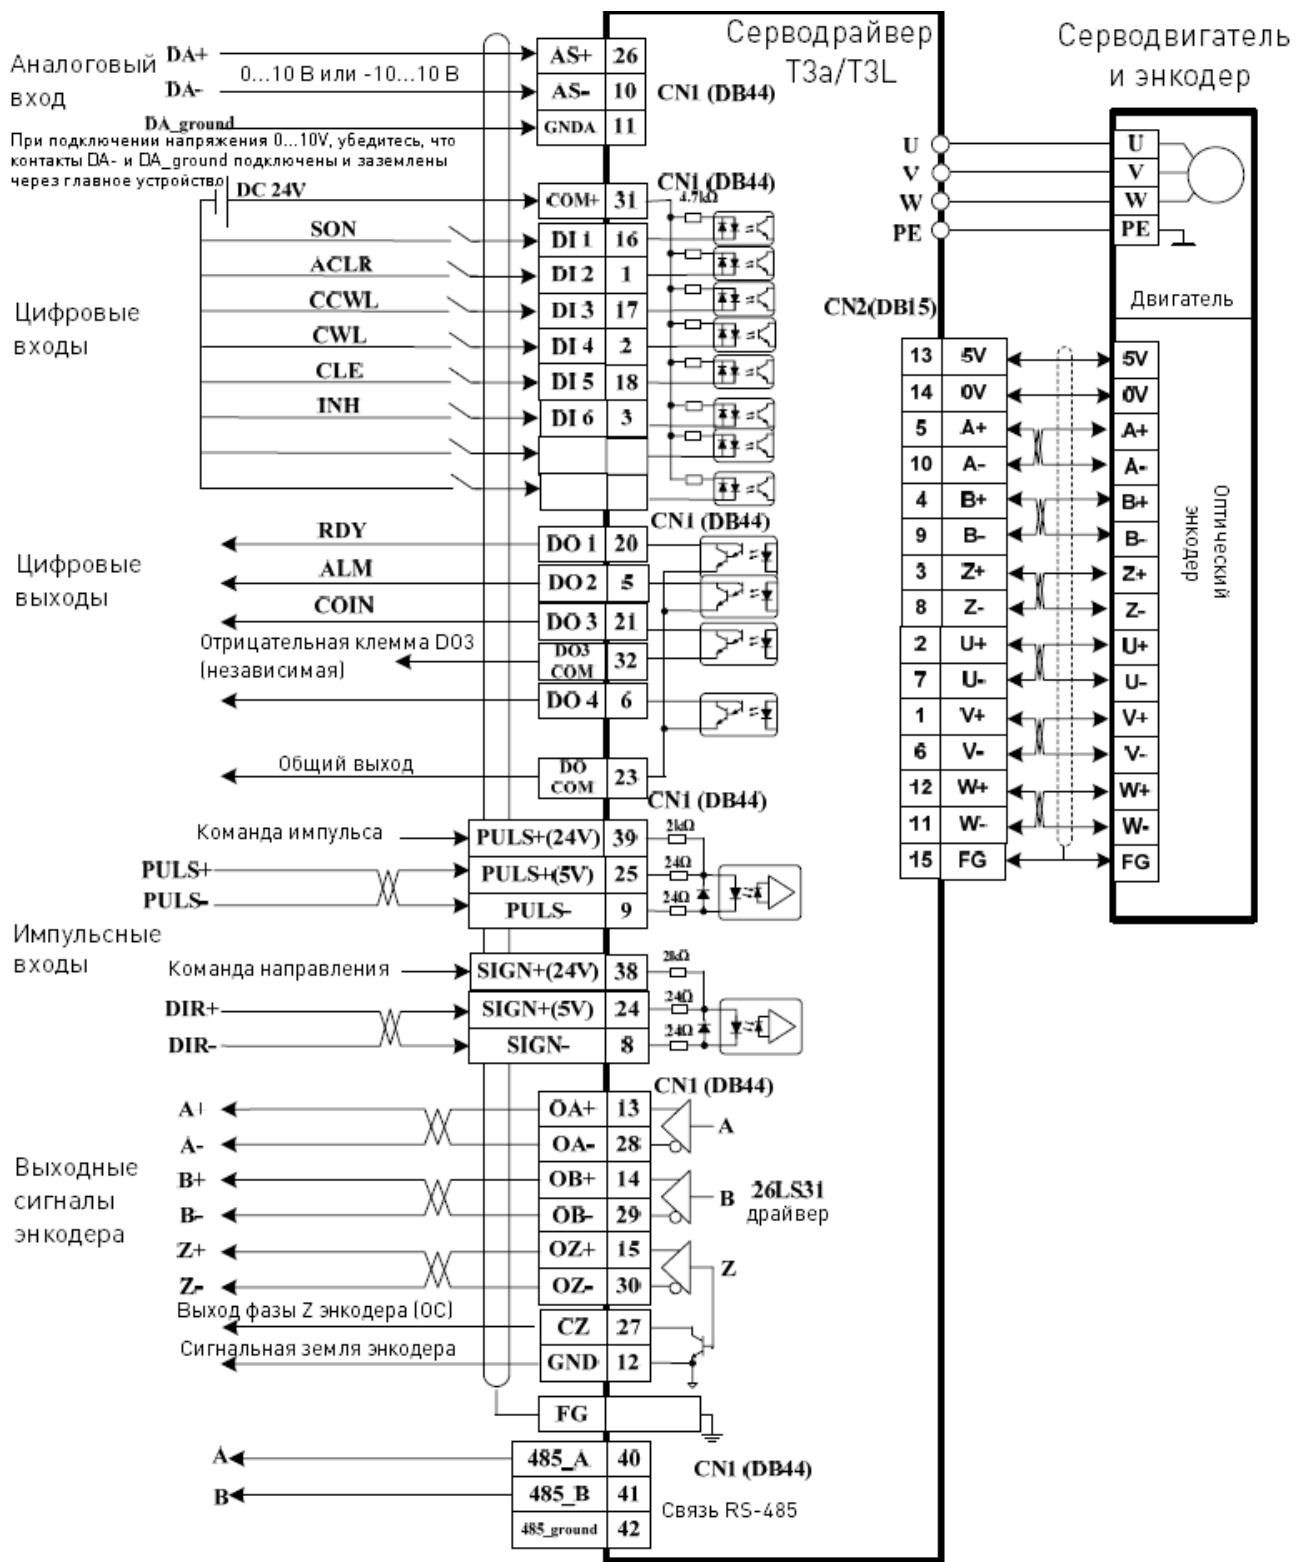 Серводрайвер
T3a/T3L
Серводвигатель
и энкодер
Аналоговый
вход
DA+
0...10 В или -10...10 В
DA-
DA_ground
AS+ 26
AS- 10
GNDA 11
CN1 (DB44)
При подключении напряжения 0...10V, убедитесь, что
контакты DA- и DA_ground подключены и заземлены
через главное устройство
DC 24V
COM+ 31
CN1 (DB44)
4.7kΩ
Цифровые
входы
SON
DI 1 16
ACLR
DI 2 1
CCWL
DI 3 17
CWL
DI 4 2
CLE
DI 5 18
INH
DI 6 3
CN1 (DB44)
Цифровые
выходы
RDY
DO 1 20
ALM
DO 2 5
COIN
DO 3 21
Отрицательная клемма DO3
(независимая)
DO3
COM
32
DO 4 6
Общий выход
DO
COM
23
CN1 (DB44)
Импульсные
входы
Команда импульса
PULS+(24V) 39
2kΩ
PULS+
PULS+(5V) 25
24Ω
PULS-
PULS- 9
24Ω
Команда направления
SIGN+(24V) 38
2kΩ
DIR+
SIGN+(5V) 24
24Ω
DIR-
SIGN- 8
24Ω
CN1 (DB44)
Выходные
сигналы
энкодера
A+
OA+ 13
A
A-
OA- 28
B+
OB+ 14
B
B-
OB- 29
26LS31
драйвер
Z+
OZ+ 15
Z
Z-
OZ- 30
Выход фазы Z энкодера (ОС)
CZ 27
Сигнальная земля энкодера
GND 12
FG
A
485_A 40
B
485_B 41
485_ground 42
CN1 (DB44)
Связь RS-485
U
V
W
PE
U
V
W
PE
Двигатель
CN2(DB15)
13 5V
14 0V
5 A+
10 A-
4 B+
9 B-
3 Z+
8 Z-
2 U+
7 U-
1 V+
6 V-
12 W+
11 W-
15 FG
5V
0V
A+
A-
B+
B-
Z+
Z-
U+
U-
V+
V-
W+
W-
FG
Оптический
энкодер